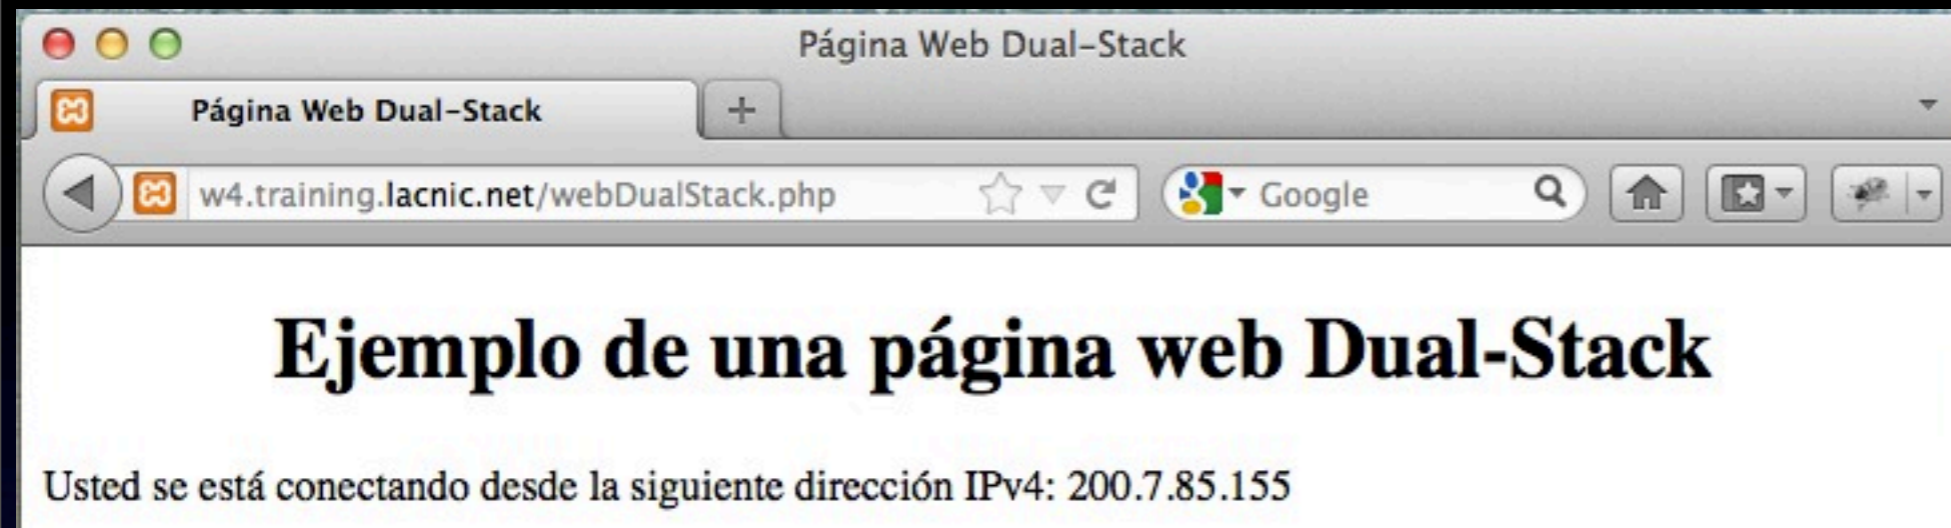 Página Web Dual-Stack
Página Web Dual-Stack
w4.training.lacnic.net/webDualStack.php
Google
Ejemplo de una página web Dual-Stack
Usted se está conectando desde la siguiente dirección IPv4: 200.7.85.155